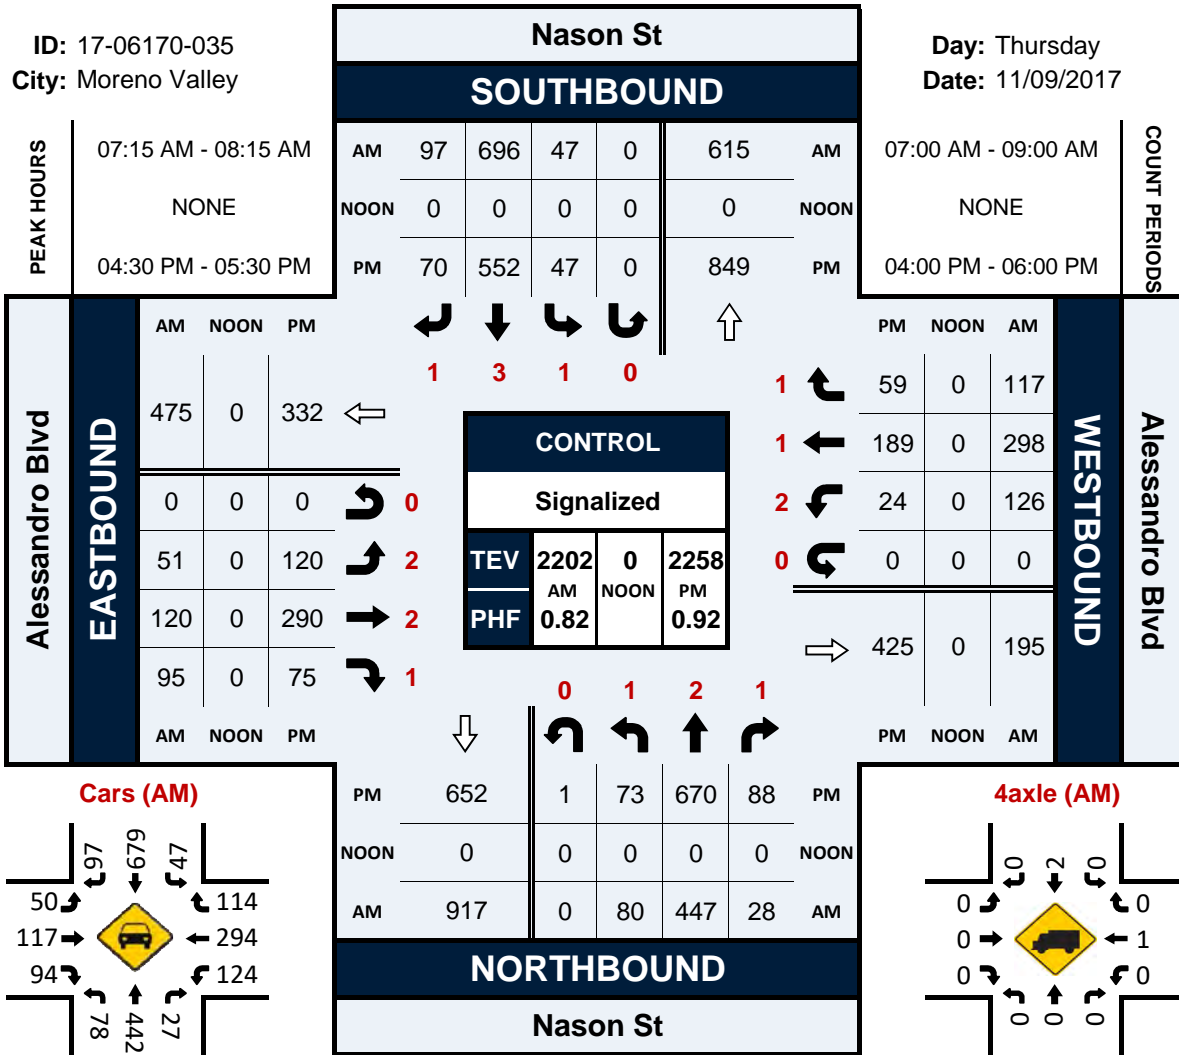 ID: 17-06170-035
City: Moreno Valley
Nason St
SOUTHBOUND
Day: Thursday
Date: 11/09/2017
PEAK HOURS
07:15 AM - 08:15 AM
NONE
04:30 PM - 05:30 PM
AM 97 696 47 0 615 AM
NOON 0 0 0 0 0 NOON
PM 70 552 47 0 849 PM
07:00 AM - 09:00 AM
NONE
04:00 PM - 06:00 PM
COUNT PERIODS
1 3 1 0
Alessandro Blvd
EASTBOUND
AM NOON PM
475 0 332
0 0 0 0
51 0 120 2
120 0 290 2
95 0 75 1
AM NOON PM
CONTROL
Signalized
TEV 2202 0 2258
AM NOON PM
PHF 0.82 0.92
PM NOON AM
1 59 0 117
1 189 0 298
2 24 0 126
0 0 0 0
425 0 195
PM NOON AM
WESTBOUND
Alessandro Blvd
0 1 2 1
PM 652 1 73 670 88 PM
NOON 0 0 0 0 0 NOON
AM 917 0 80 447 28 AM
NORTHBOUND
Nason St
Cars (AM)
97 679 47
50 114
117 294
94 124
78 442 27
4axle (AM)
0 2 0
0 0
0 1
0 0
0 0 0